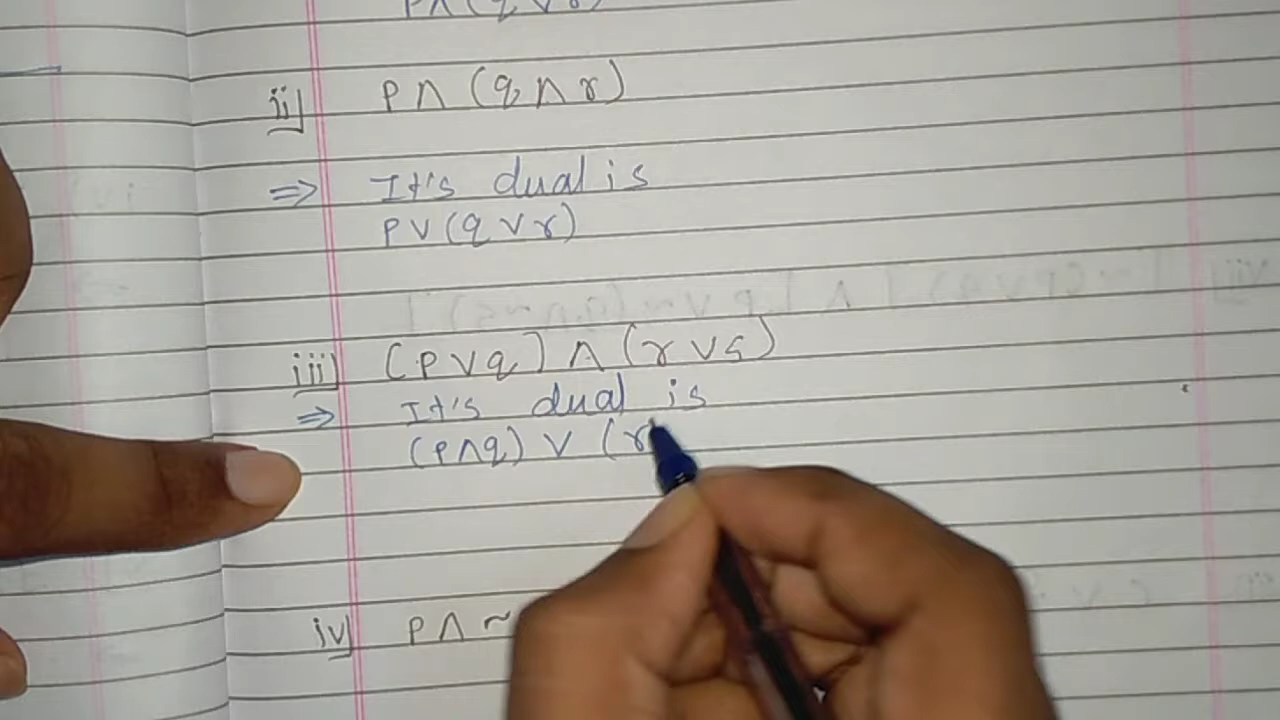 p∧(q∨r)
ii] p∧(q∧r)
⇒ It's dual is
p∨(q∨r)
iii] (p∨q)∧(r∨s)
⇒ It's dual is
(p∧q)∨(r
iv] p∧~